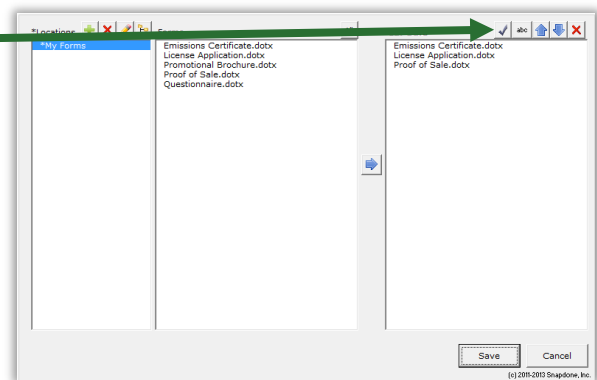 *Locations
Forms
abc
*My Forms
Emissions Certificate.dotx
License Application.dotx
Promotional Brochure.dotx
Proof of Sale.dotx
Questionnaire.dotx
Emissions Certificate.dotx
License Application.dotx
Proof of Sale.dotx
Save
Cancel
(c) 2011-2013 Snapdone, Inc.